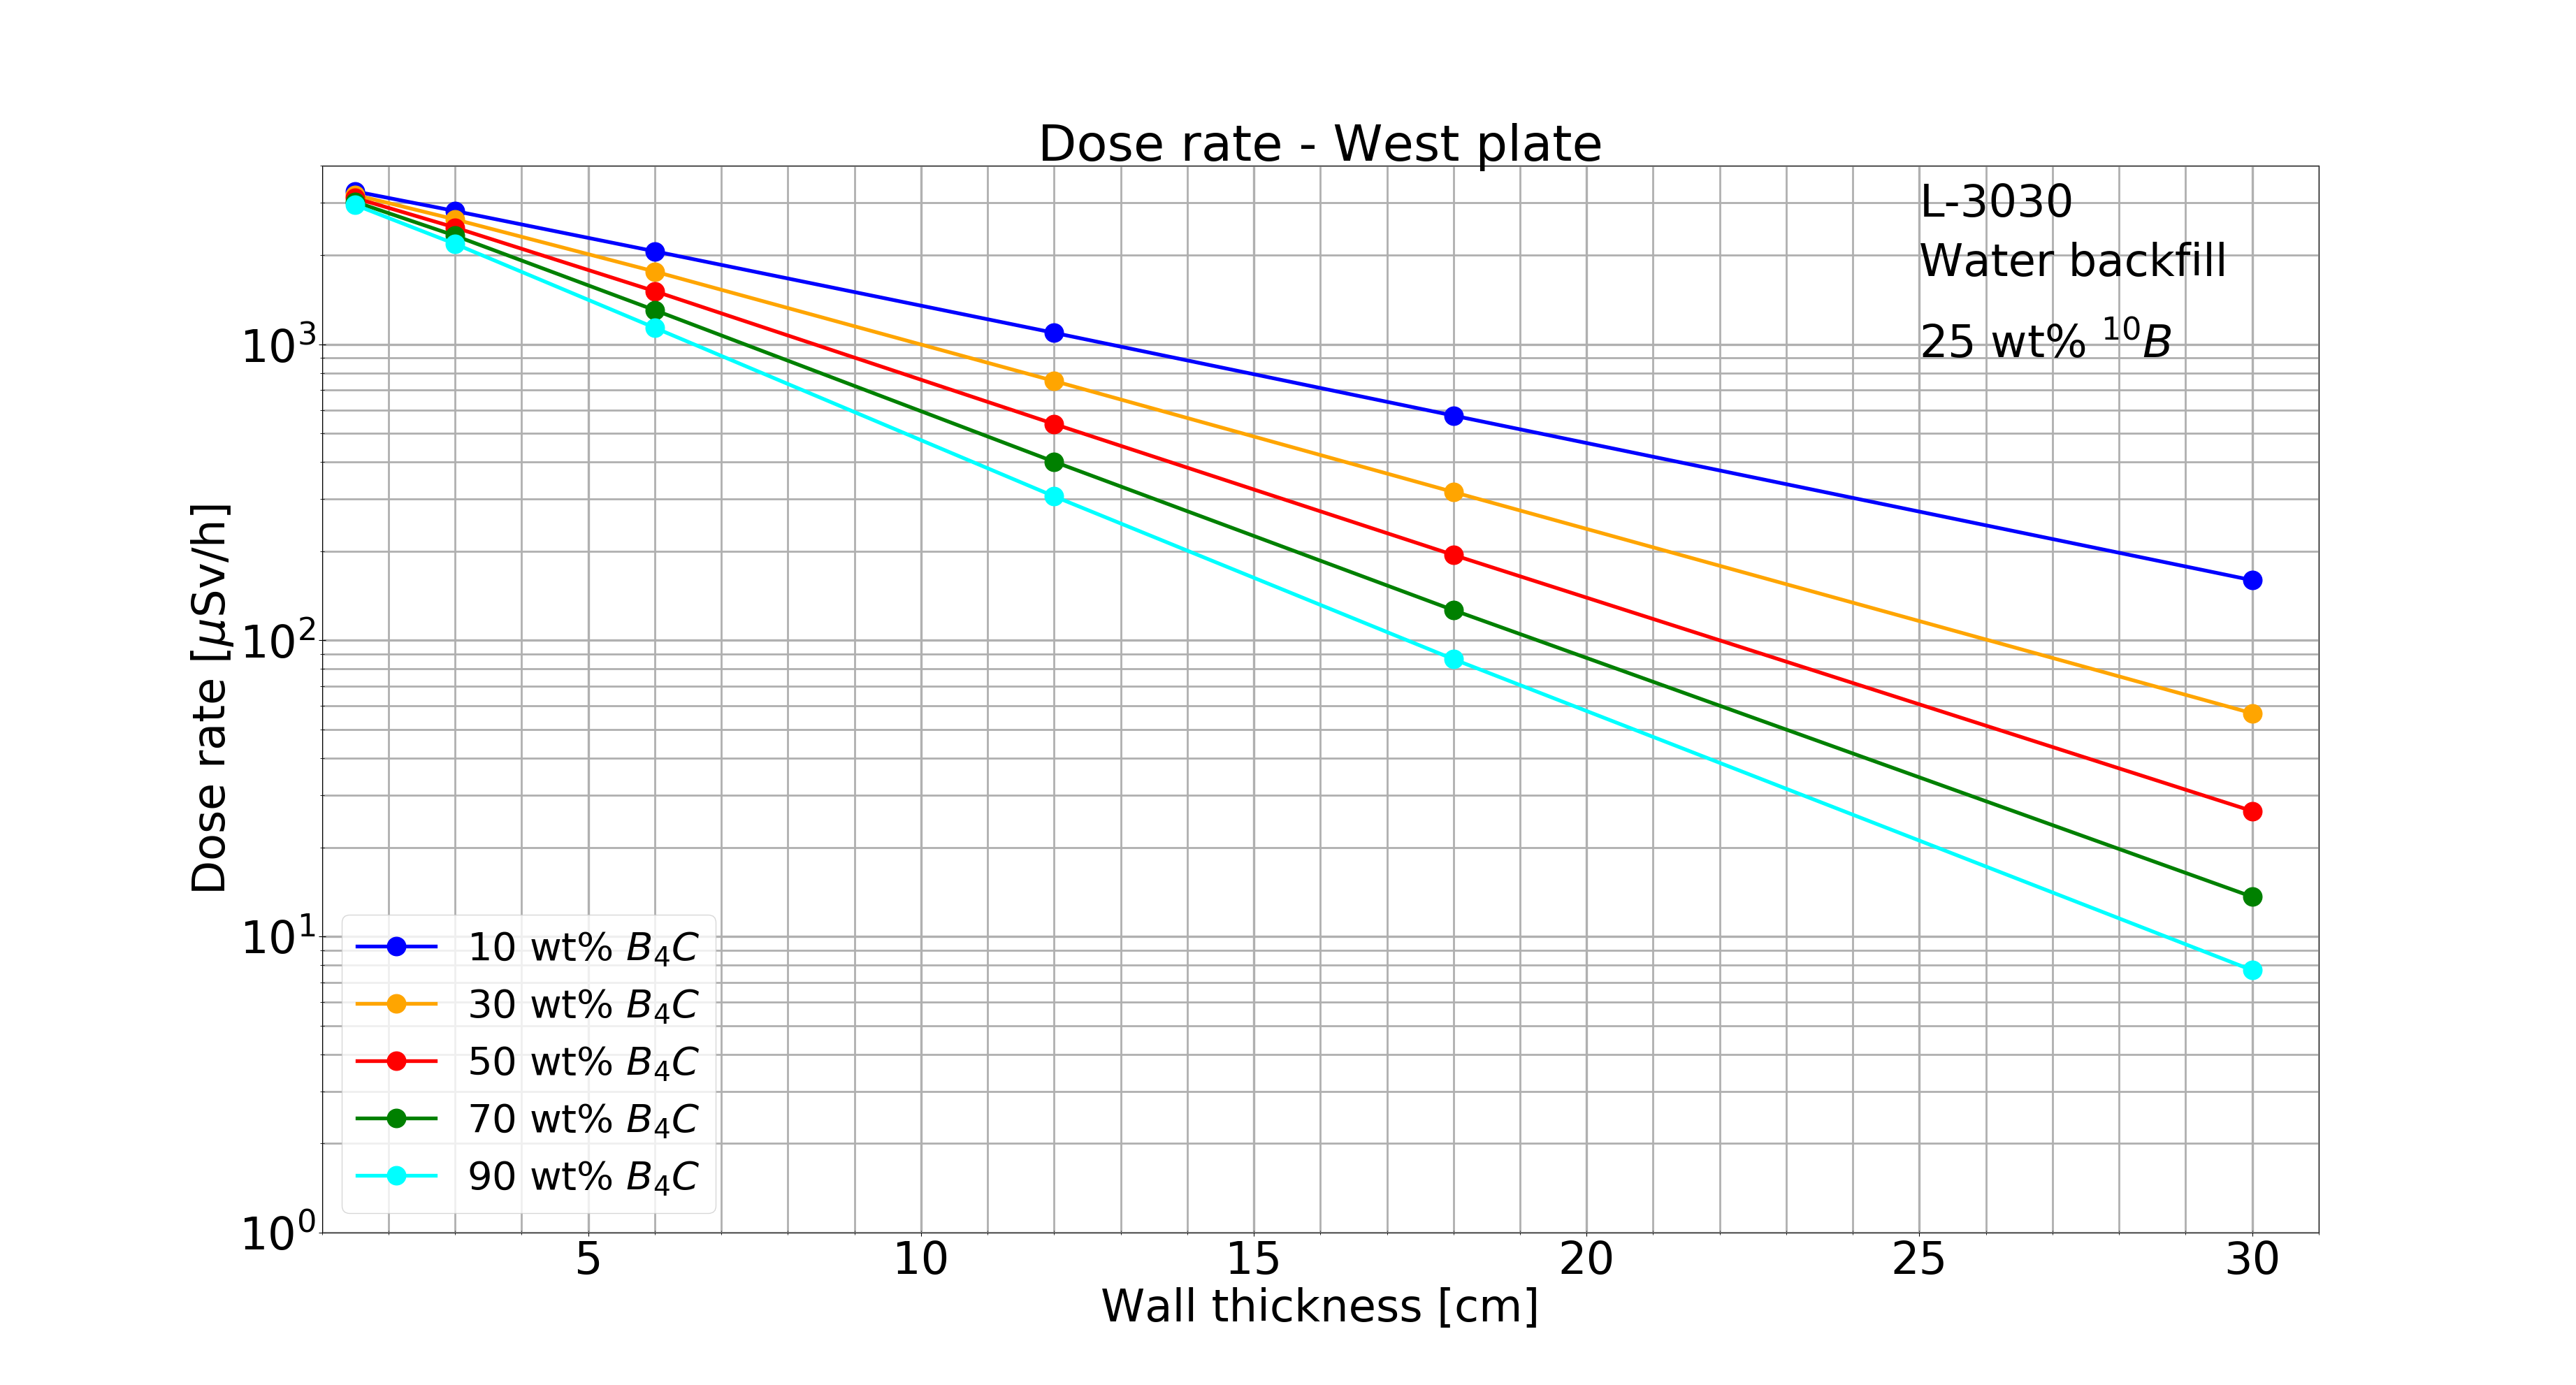 Dose rate - West plate
L-3030
Water backfill
25 wt% ¹⁰B
Dose rate [μSv/h]
10³
10²
10¹
10⁰
10 wt% B₄C
30 wt% B₄C
50 wt% B₄C
70 wt% B₄C
90 wt% B₄C
5 10 15 20 25 30
Wall thickness [cm]